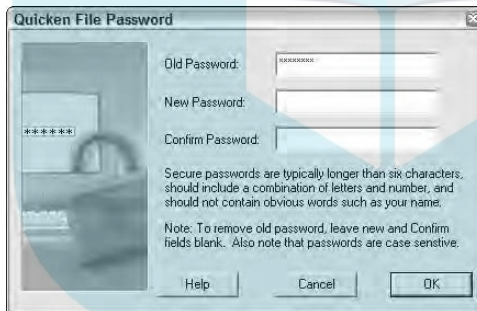 Quicken File Password
Old Password:
xxxxxxxx
New Password:
******
Confirm Password:
Secure passwords are typically longer than six characters,
should include a combination of letters and number, and
should not contain obvious words such as your name.
Note: To remove old password, leave new and Confirm
fields blank. Also note that passwords are case senstive.
Help
Cancel
OK